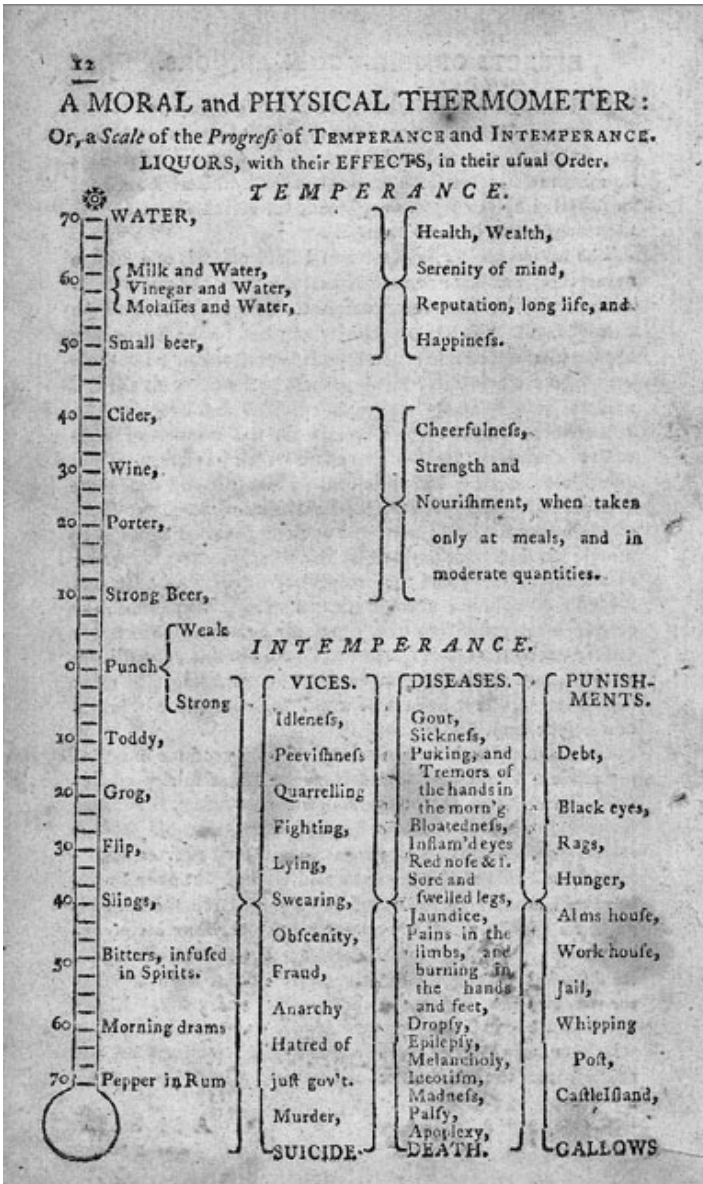 12
A MORAL and PHYSICAL THERMOMETER:
Or, a Scale of the Progreſs of TEMPERANCE and INTEMPERANCE.
LIQUORS, with their EFFECTS, in their uſual Order.
TEMPERANCE.
70 WATER,
60
Milk and Water,
Vinegar and Water,
Molaſſes and Water,
50 Small beer,
Health, Wealth,
Serenity of mind,
Reputation, long life, and
Happineſs.
40 Cider,
30 Wine,
20 Porter,
10 Strong Beer,
Cheerfulneſs,
Strength and
Nouriſhment, when taken
only at meals, and in
moderate quantities.
INTEMPERANCE.
Weak
0 Punch
Strong
10 Toddy,
20 Grog,
30 Flip,
40 Slings,
50 Bitters, infuſed
in Spirits.
60 Morning drams
70 Pepper in Rum
VICES.
Idleneſs,
Peeviſhneſs
Quarrelling
Fighting,
Lying,
Swearing,
Obſcenity,
Fraud,
Anarchy
Hatred of
juſt gov't.
Murder,
SUICIDE
DISEASES.
Gout,
Sickneſs,
Puking, and
Tremors of
the hands in
the morn'g
Bloatedneſs,
Inflam'd eyes
Red noſe & f.
Sore and
ſwelled legs,
Jaundice,
Pains in the
limbs, and
burning in
the hands
and feet,
Dropſy,
Epilepſy,
Melancholy,
Ideotiſm,
Madneſs,
Palſy,
Apoplexy,
DEATH.
PUNISH-
MENTS.
Debt,
Black eyes,
Rags,
Hunger,
Alms houſe,
Work houſe,
Jail,
Whipping
Poſt,
Caſtle Iſland,
GALLOWS